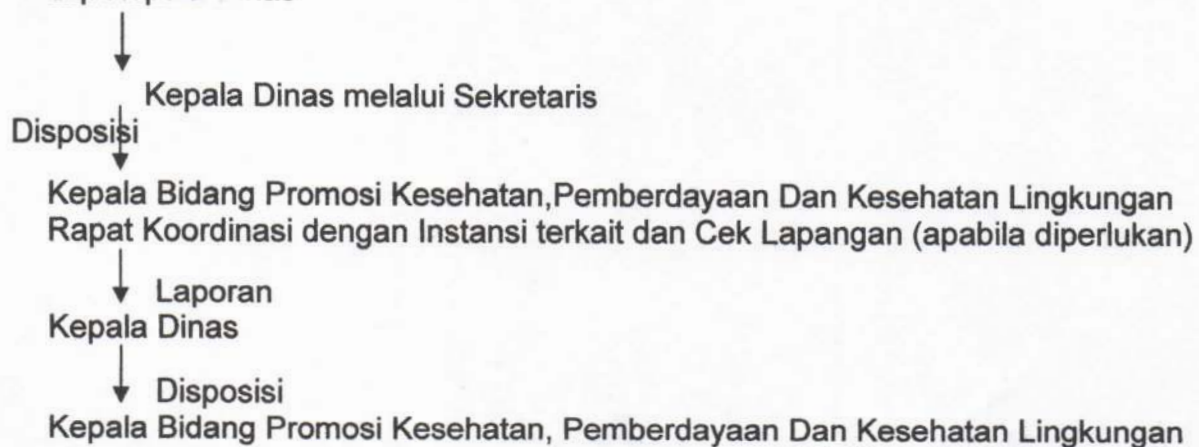 Kepala Dinas melalui Sekretaris
Disposisi
Kepala Bidang Promosi Kesehatan,Pemberdayaan Dan Kesehatan Lingkungan
Rapat Koordinasi dengan Instansi terkait dan Cek Lapangan (apabila diperlukan)
Laporan
Kepala Dinas
Disposisi
Kepala Bidang Promosi Kesehatan, Pemberdayaan Dan Kesehatan Lingkungan